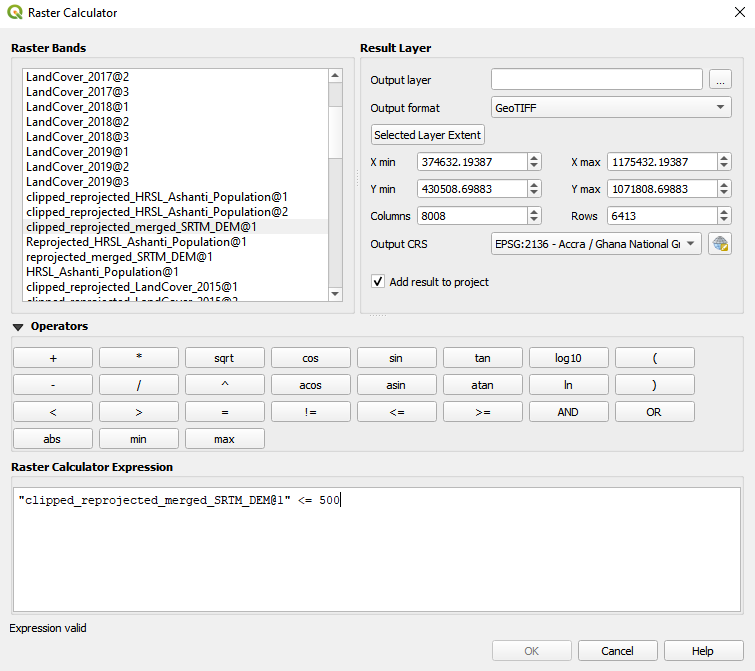 Raster Calculator
Raster Bands
LandCover_2017@2
LandCover_2017@3
LandCover_2018@1
LandCover_2018@2
LandCover_2018@3
LandCover_2019@1
LandCover_2019@2
LandCover_2019@3
clipped_reprojected_HRSL_Ashanti_Population@1
clipped_reprojected_HRSL_Ashanti_Population@2
clipped_reprojected_merged_SRTM_DEM@1
Reprojected_HRSL_Ashanti_Population@1
reprojected_merged_SRTM_DEM@1
HRSL_Ashanti_Population@1
clipped_reprojected_LandCover_2015@1
clipped_reprojected_LandCover_2015@2
Result Layer
Output layer ...
Output format GeoTIFF
Selected Layer Extent
X min 374632.19387 X max 1175432.19387
Y min 430508.69883 Y max 1071808.69883
Columns 8008 Rows 6413
Output CRS EPSG:2136 - Accra / Ghana National Gr
Add result to project
Operators
+ * sqrt cos sin tan log10 (
- / ^ acos asin atan ln )
< > = != <= >= AND OR
abs min max
Raster Calculator Expression
"clipped_reprojected_merged_SRTM_DEM@1" <= 500
Expression valid
OK Cancel Help